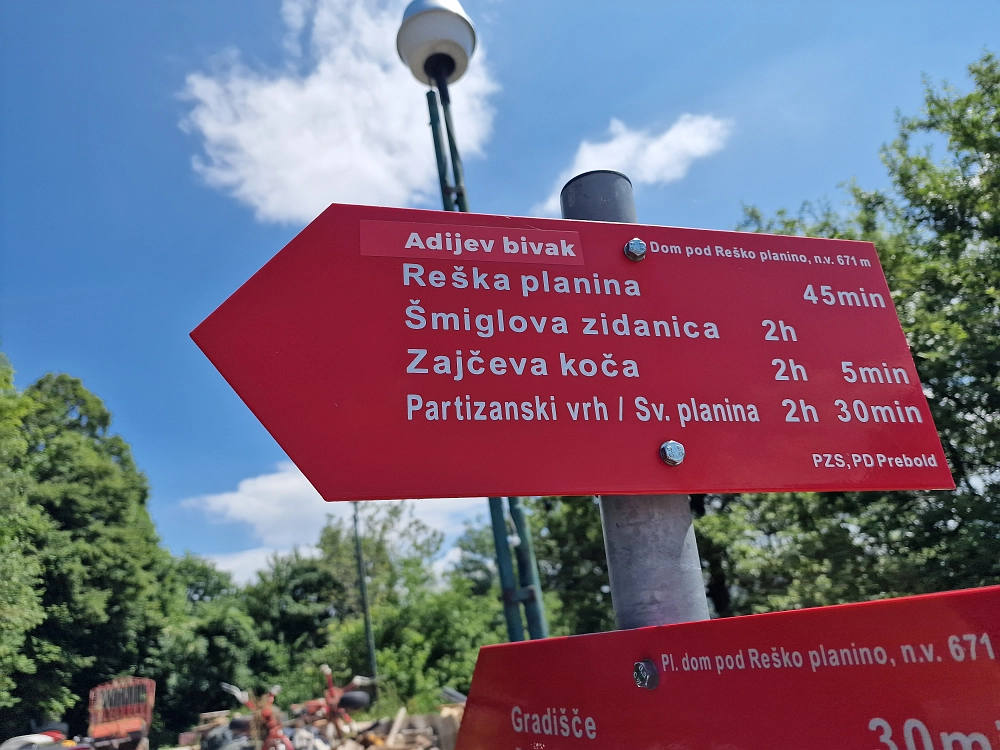 Adijev bivak
Dom pod Reško planino, n.v. 671 m
Reška planina 45min
Šmiglova zidanica 2h
Zajčeva koča 2h 5min
Partizanski vrh / Sv. planina 2h 30min
PZS, PD Prebold
Pl. dom pod Reško planino, n.v. 671
Gradišče 30m